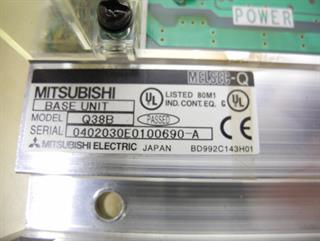 POWER
MELSEC-Q
MITSUBISHI
BASE UNIT
MODEL Q38B
SERIAL 0402030E0100690-A
MITSUBISHI ELECTRIC JAPAN
UL LISTED 80M1
IND. CONT. EQ.
PASSED
BD992C143H01